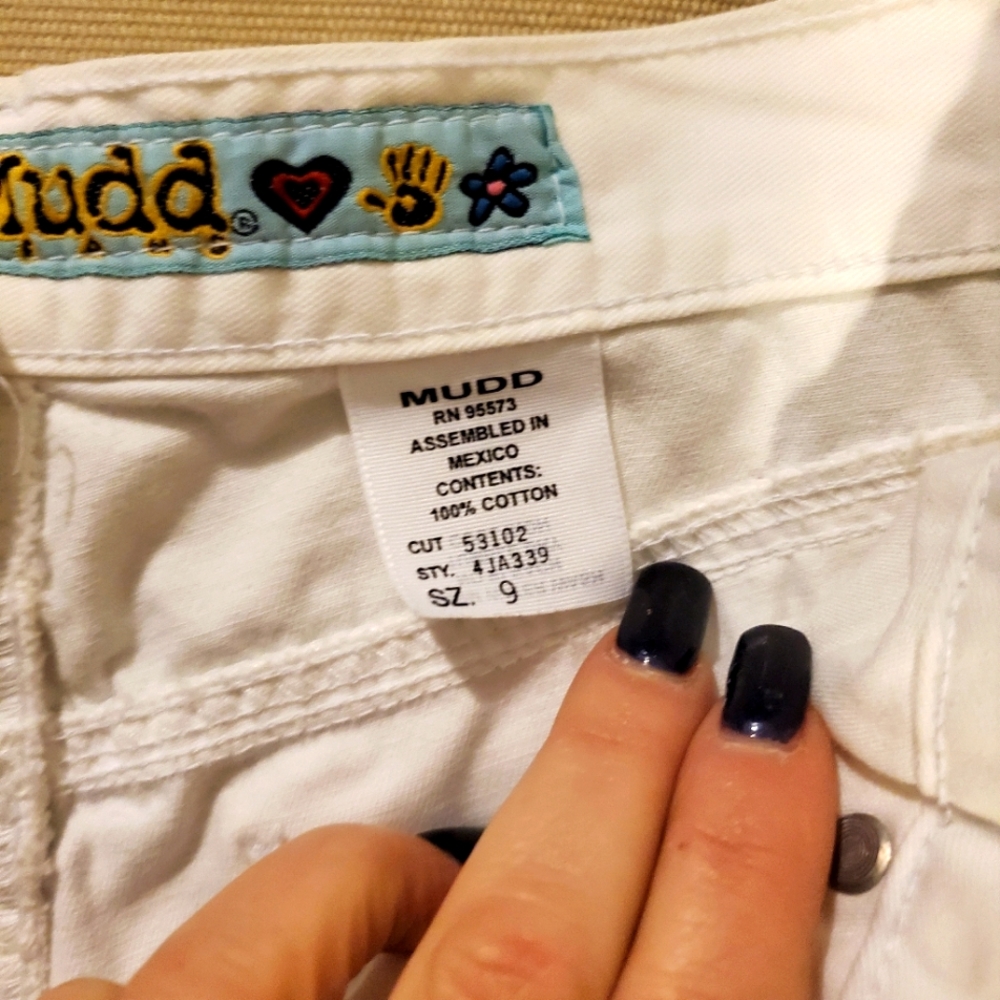 Mudd ®
MUDD
RN 95573
ASSEMBLED IN
MEXICO
CONTENTS:
100% COTTON
CUT 53102
STY. 4JA339
SZ. 9